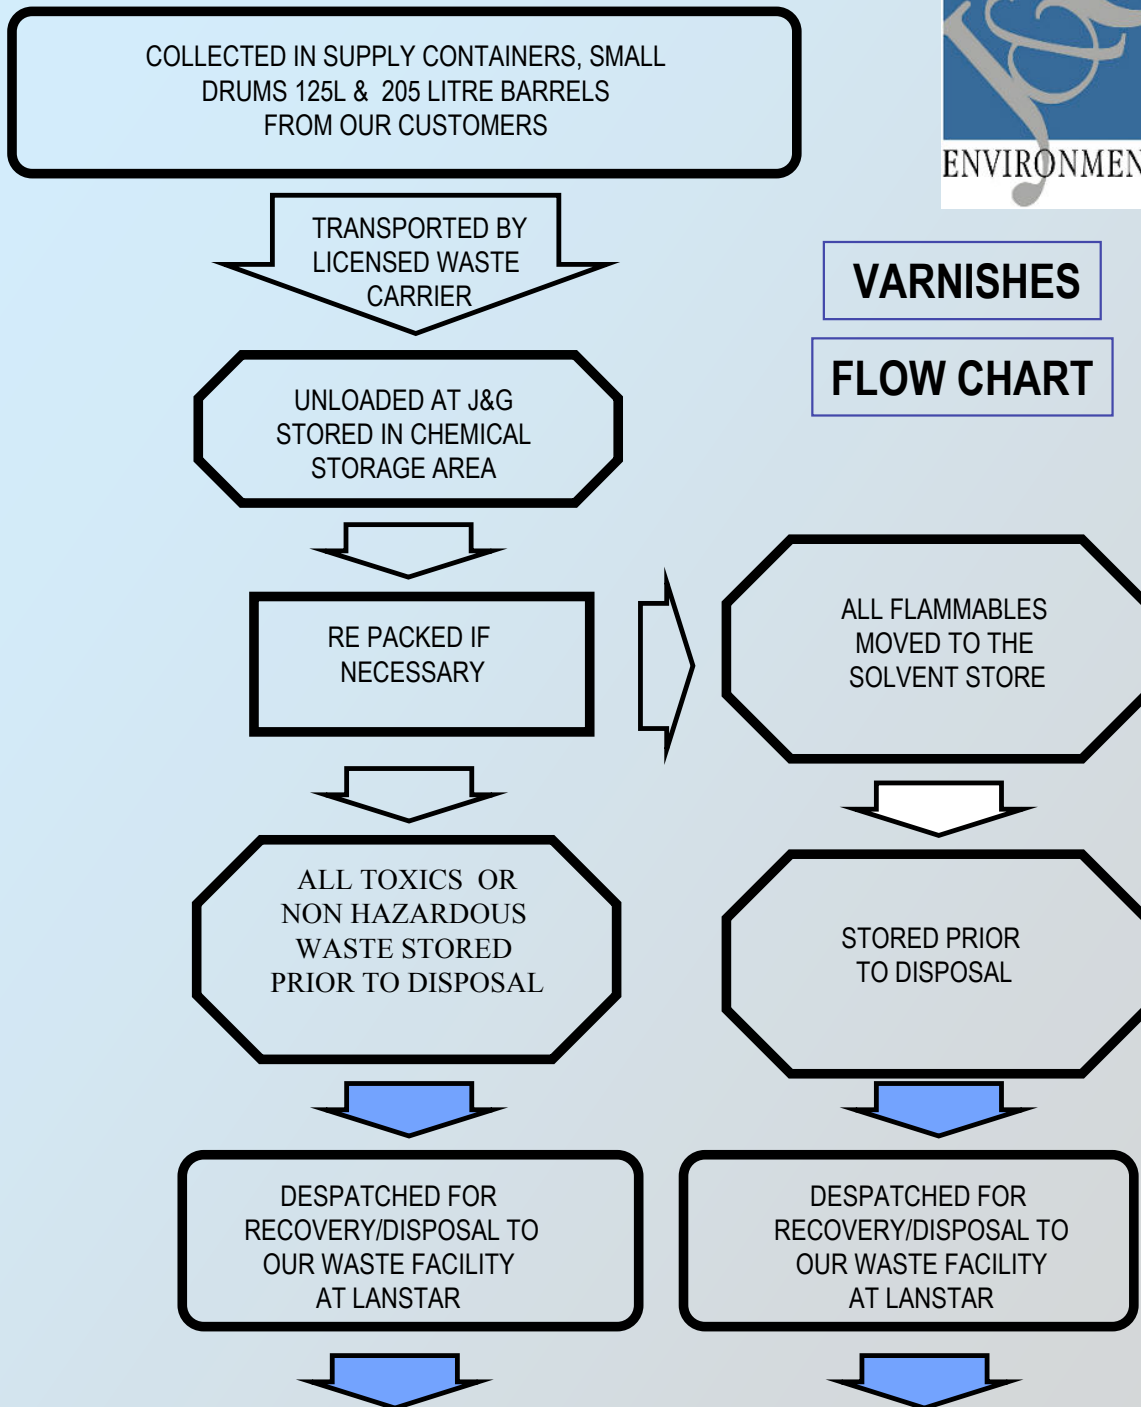 COLLECTED IN SUPPLY CONTAINERS, SMALL
DRUMS 125L & 205 LITRE BARRELS
FROM OUR CUSTOMERS
TRANSPORTED BY
LICENSED WASTE
CARRIER
VARNISHES
FLOW CHART
UNLOADED AT J&G
STORED IN CHEMICAL
STORAGE AREA
RE PACKED IF
NECESSARY
ALL FLAMMABLES
MOVED TO THE
SOLVENT STORE
ALL TOXICS OR
NON HAZARDOUS
WASTE STORED
PRIOR TO DISPOSAL
STORED PRIOR
TO DISPOSAL
DESPATCHED FOR
RECOVERY/DISPOSAL TO
OUR WASTE FACILITY
AT LANSTAR
DESPATCHED FOR
RECOVERY/DISPOSAL TO
OUR WASTE FACILITY
AT LANSTAR